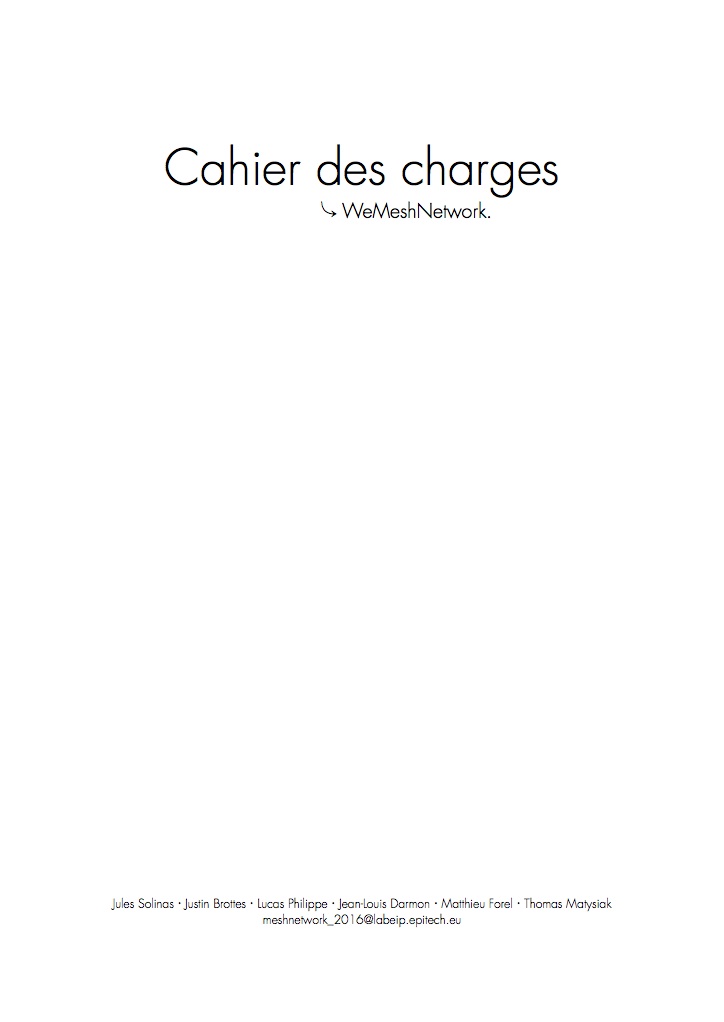 Cahier des charges
⤷ WeMeshNetwork.
Jules Solinas · Justin Brottes · Lucas Philippe · Jean-Louis Darmon · Matthieu Forel · Thomas Matysiak
meshnetwork_2016@labeip.epitech.eu